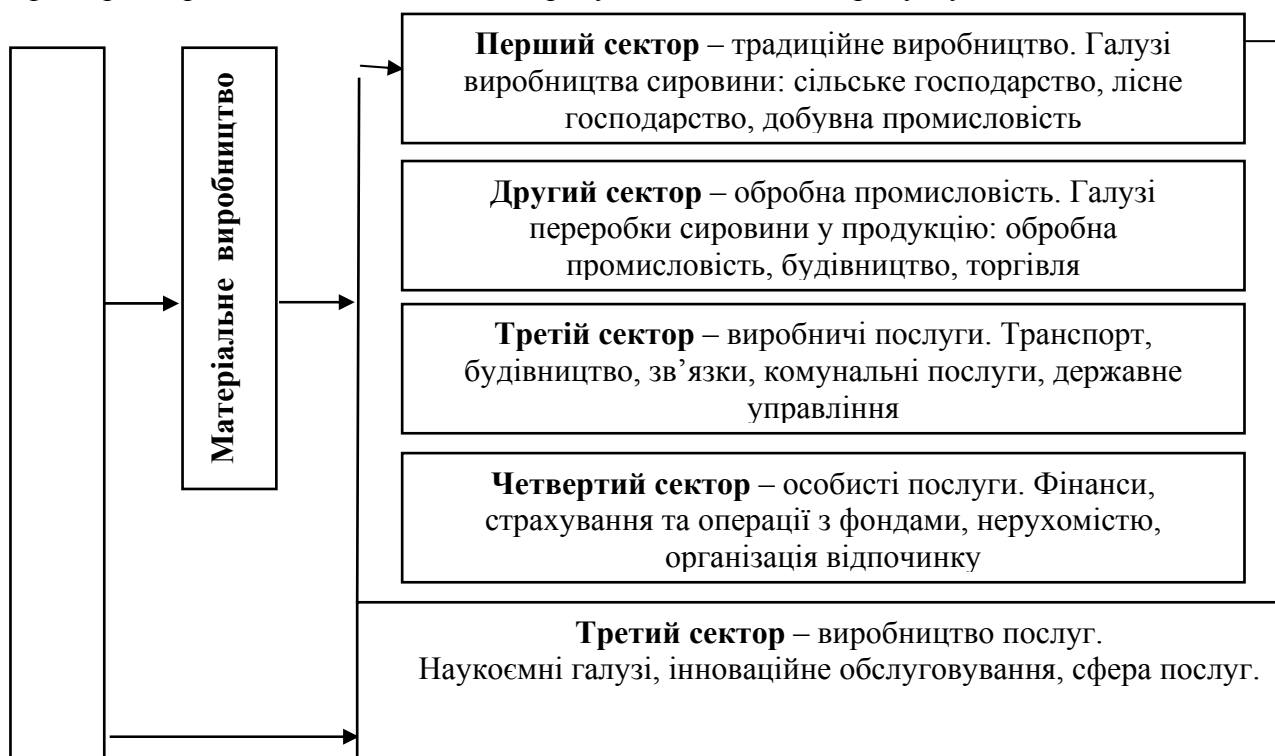 Матеріальне виробництво
Перший сектор – традиційне виробництво. Галузі
виробництва сировини: сільське господарство, лісне
господарство, добувна промисловість
Другий сектор – обробна промисловість. Галузі
переробки сировини у продукцію: обробна
промисловість, будівництво, торгівля
Третій сектор – виробничі послуги. Транспорт,
будівництво, зв’язки, комунальні послуги, державне
управління
Четвертий сектор – особисті послуги. Фінанси,
страхування та операції з фондами, нерухомістю,
організація відпочинку
Третий сектор – виробництво послуг.
Наукоємні галузі, інноваційне обслуговування, сфера послуг.